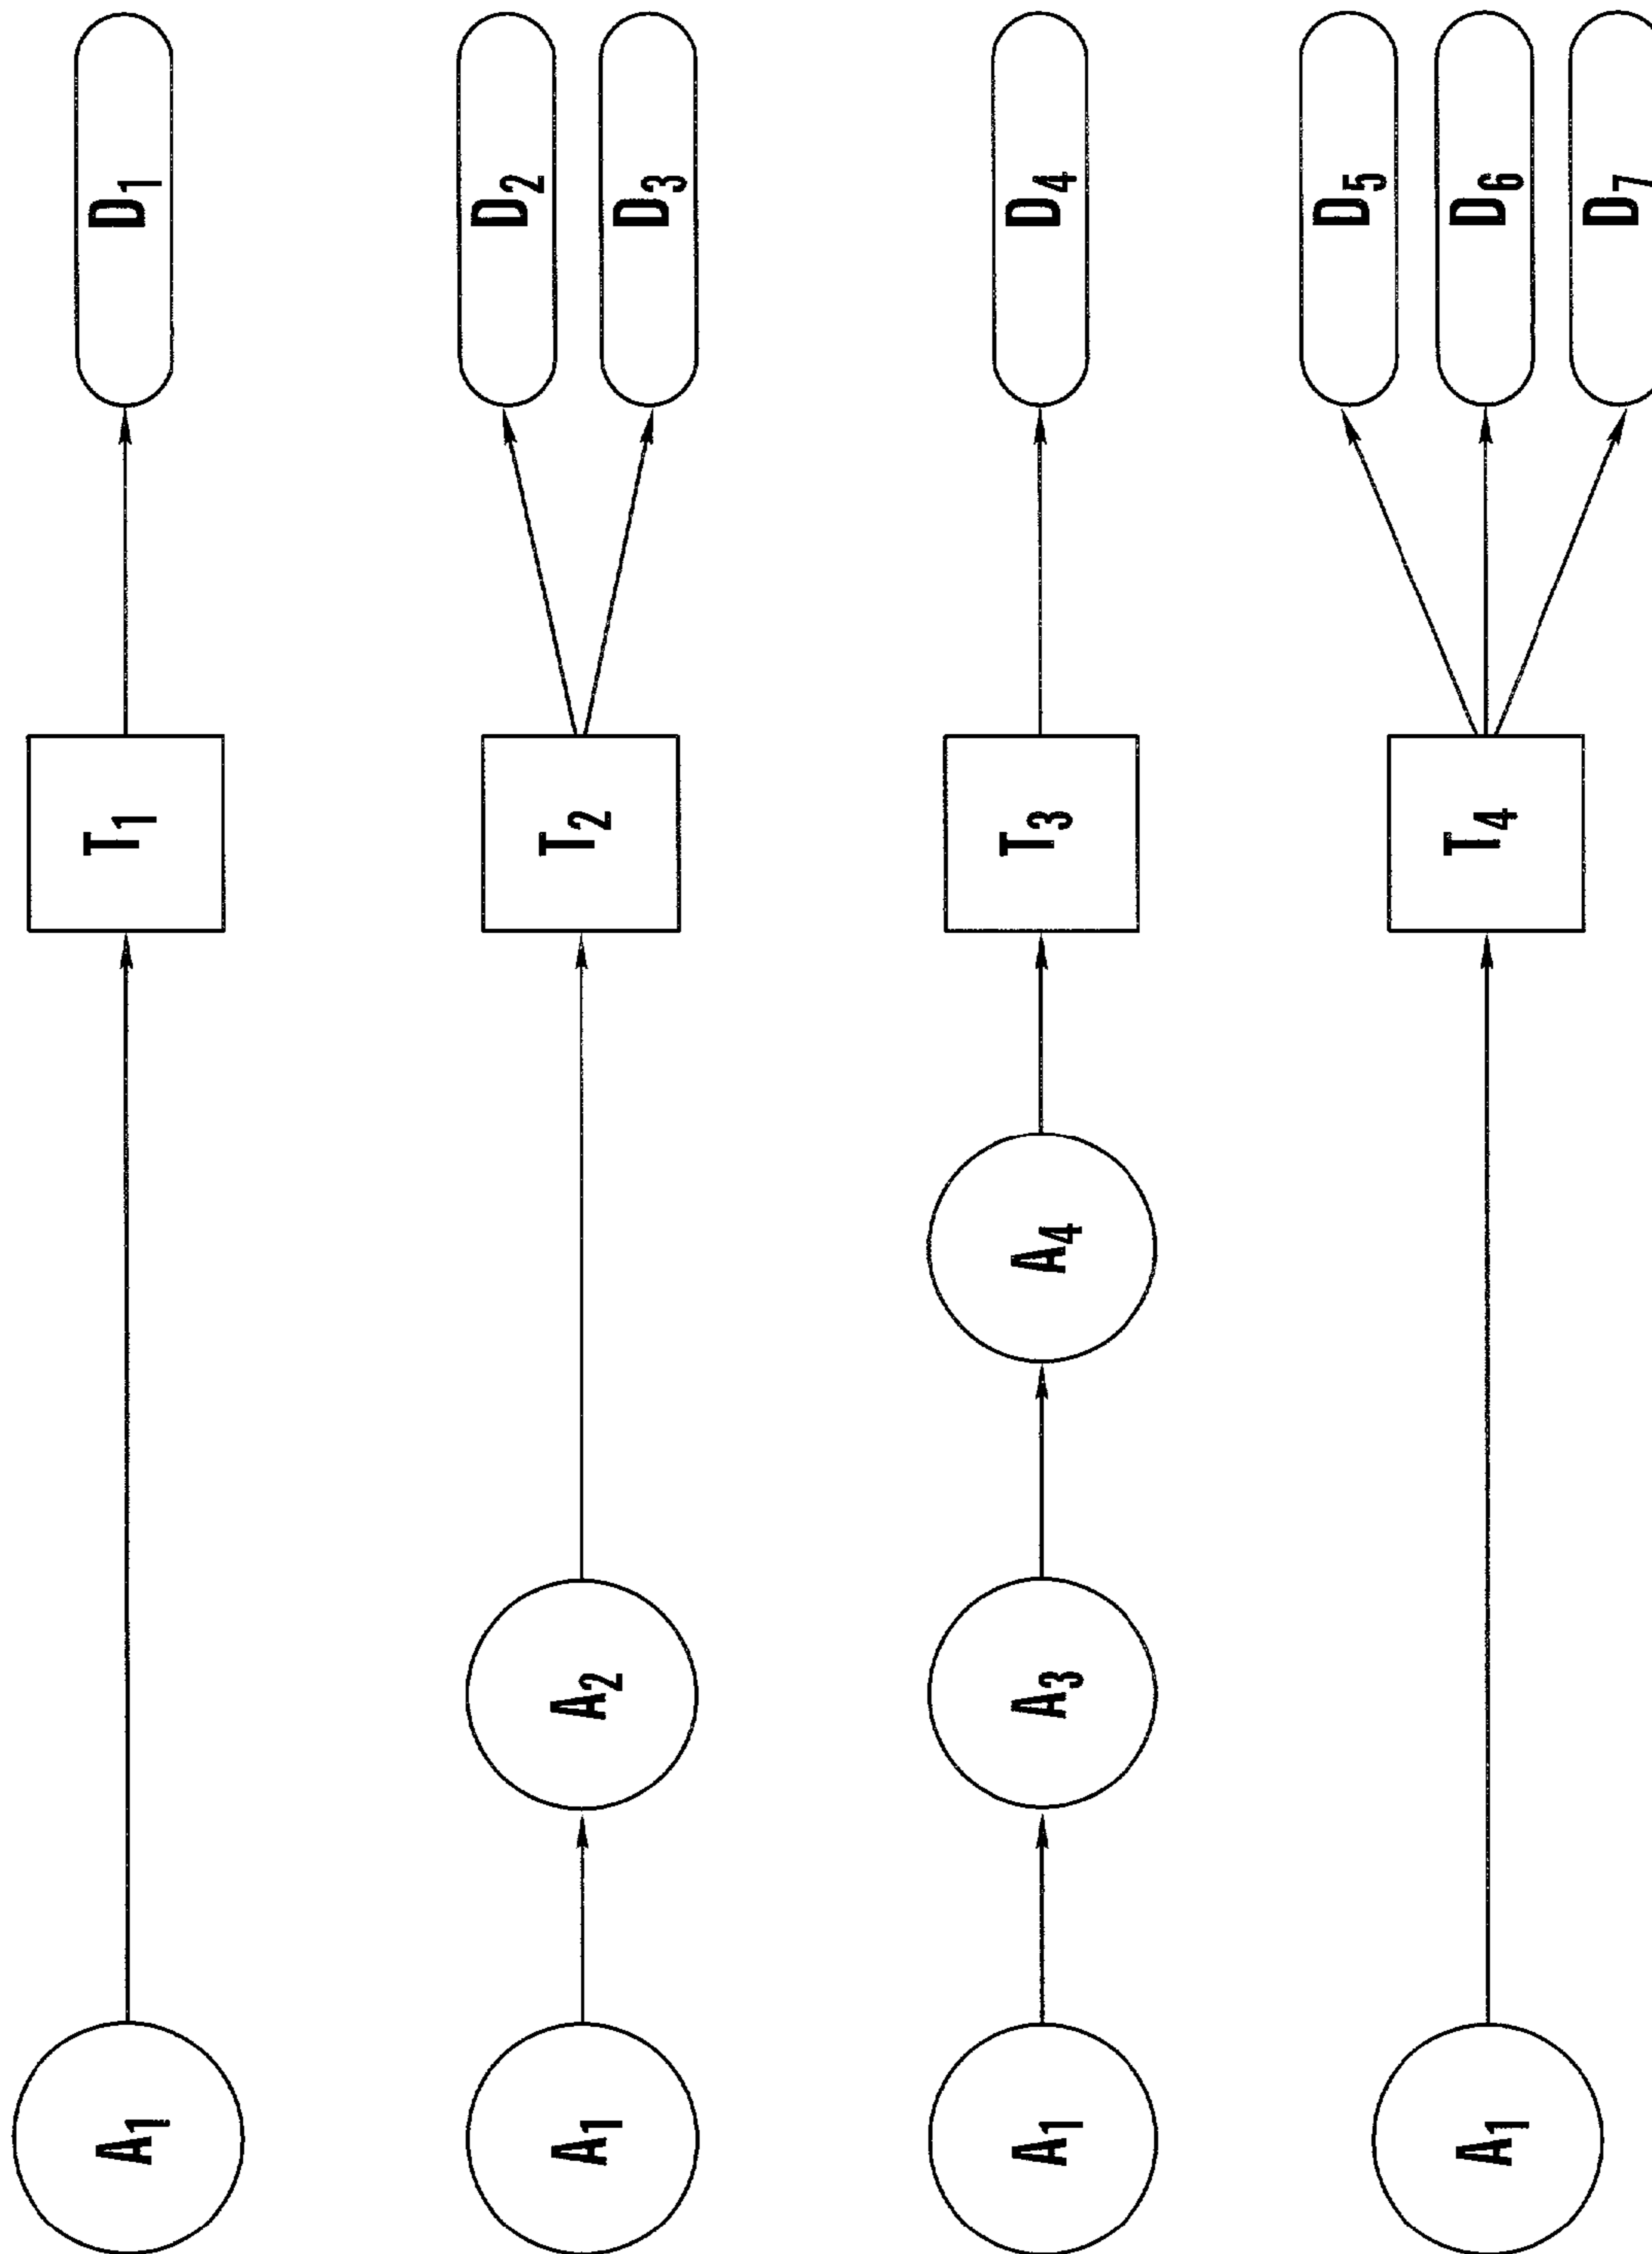 A1 T1 D1
A1 A2 T2 D2
D3
A1 A3 A4 T3 D4
A1 T4 D5
D6
D7